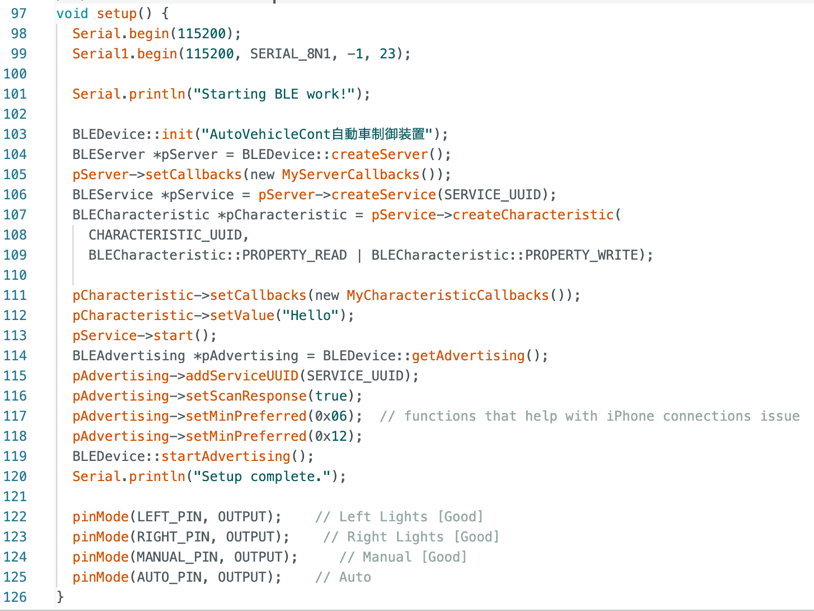 97 void setup() {
98 Serial.begin(115200);
99 Serial1.begin(115200, SERIAL_8N1, -1, 23);
100
101 Serial.println("Starting BLE work!");
102
103 BLEDevice::init("AutoVehicleCont自動車制御装置");
104 BLEServer *pServer = BLEDevice::createServer();
105 pServer->setCallbacks(new MyServerCallbacks());
106 BLEService *pService = pServer->createService(SERVICE_UUID);
107 BLECharacteristic *pCharacteristic = pService->createCharacteristic(
108 CHARACTERISTIC_UUID,
109 BLECharacteristic::PROPERTY_READ | BLECharacteristic::PROPERTY_WRITE);
110
111 pCharacteristic->setCallbacks(new MyCharacteristicCallbacks());
112 pCharacteristic->setValue("Hello");
113 pService->start();
114 BLEAdvertising *pAdvertising = BLEDevice::getAdvertising();
115 pAdvertising->addServiceUUID(SERVICE_UUID);
116 pAdvertising->setScanResponse(true);
117 pAdvertising->setMinPreferred(0x06); // functions that help with iPhone connections issue
118 pAdvertising->setMinPreferred(0x12);
119 BLEDevice::startAdvertising();
120 Serial.println("Setup complete.");
121
122 pinMode(LEFT_PIN, OUTPUT); // Left Lights [Good]
123 pinMode(RIGHT_PIN, OUTPUT); // Right Lights [Good]
124 pinMode(MANUAL_PIN, OUTPUT); // Manual [Good]
125 pinMode(AUTO_PIN, OUTPUT); // Auto
126 }